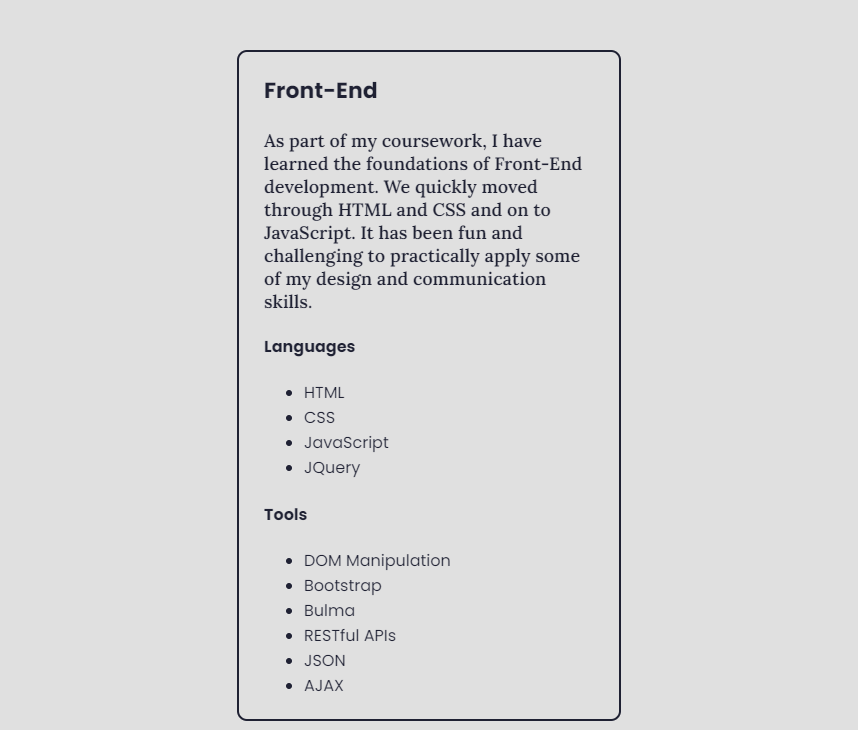 Front-End
As part of my coursework, I have
learned the foundations of Front-End
development. We quickly moved
through HTML and CSS and on to
JavaScript. It has been fun and
challenging to practically apply some
of my design and communication
skills.
Languages
HTML
CSS
JavaScript
JQuery
Tools
DOM Manipulation
Bootstrap
Bulma
RESTful APIs
JSON
AJAX